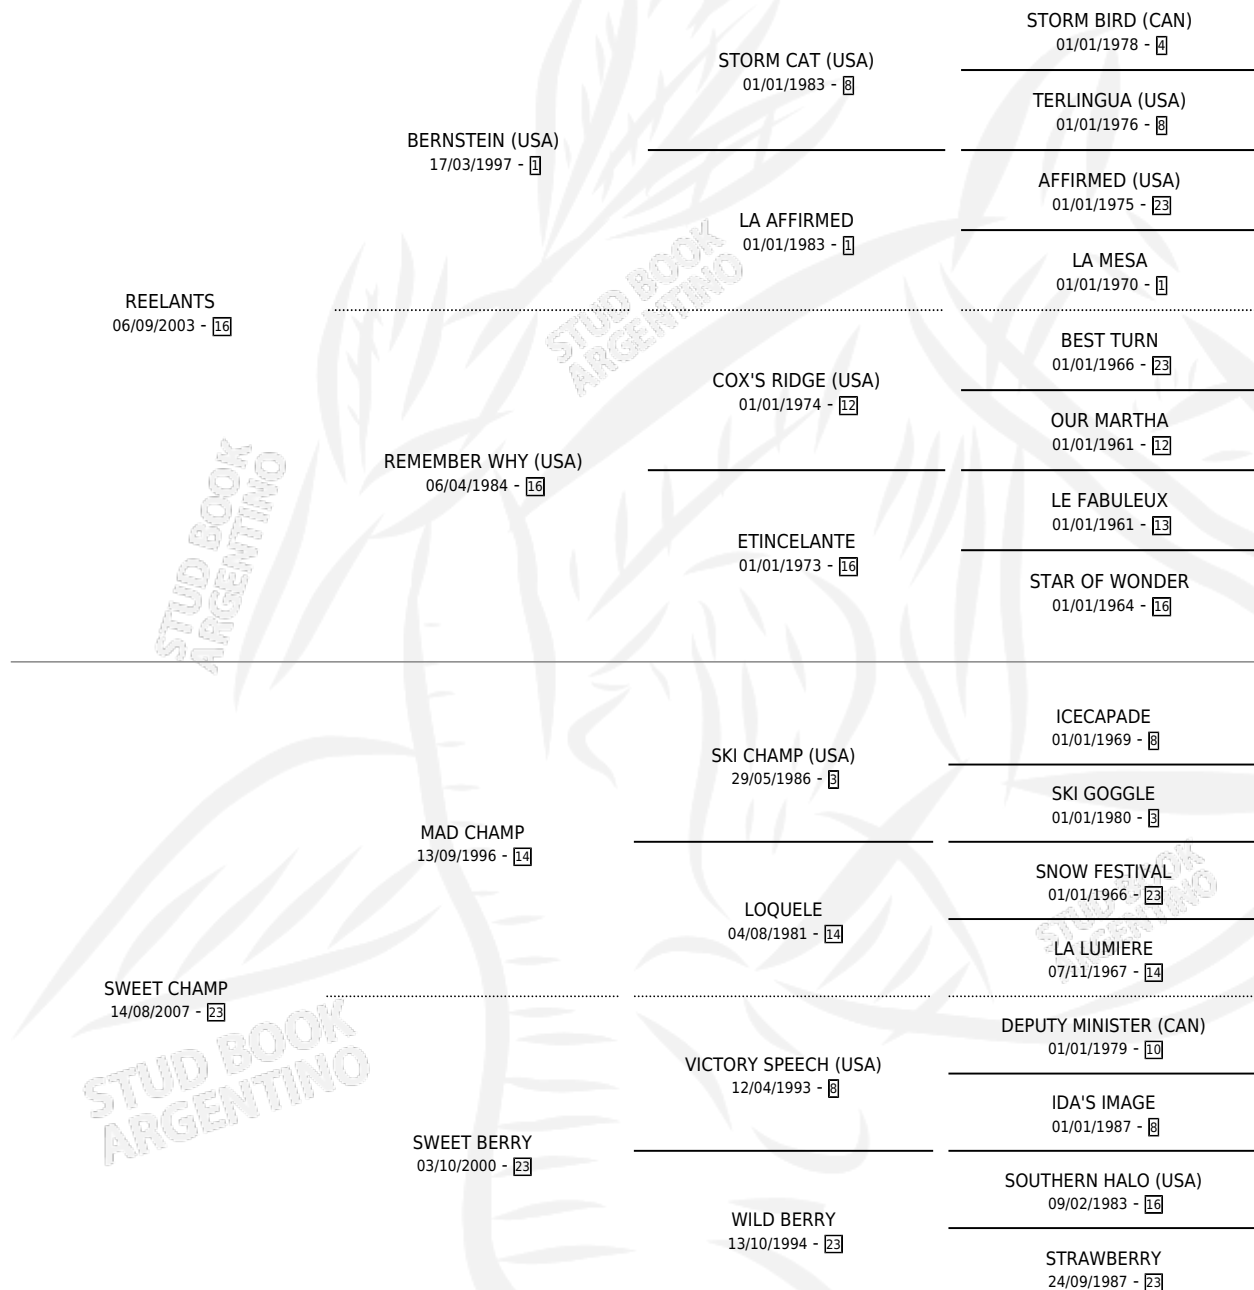 STORM BIRD (CAN)
01/01/1978 - 4
STORM CAT (USA)
01/01/1983 - 8
TERLINGUA (USA)
01/01/1976 - 8
BERNSTEIN (USA)
17/03/1997 - 1
AFFIRMED (USA)
01/01/1975 - 23
LA AFFIRMED
01/01/1983 - 1
LA MESA
01/01/1970 - 1
REELANTS
06/09/2003 - 16
BEST TURN
01/01/1966 - 23
COX'S RIDGE (USA)
01/01/1974 - 12
OUR MARTHA
01/01/1961 - 12
REMEMBER WHY (USA)
06/04/1984 - 16
LE FABULEUX
01/01/1961 - 13
ETINCELANTE
01/01/1973 - 16
STAR OF WONDER
01/01/1964 - 16
ICECAPADE
01/01/1969 - 8
SKI CHAMP (USA)
29/05/1986 - 3
SKI GOGGLE
01/01/1980 - 3
MAD CHAMP
13/09/1996 - 14
SNOW FESTIVAL
01/01/1966 - 23
LOQUELE
04/08/1981 - 14
LA LUMIERE
07/11/1967 - 14
SWEET CHAMP
14/08/2007 - 23
DEPUTY MINISTER (CAN)
01/01/1979 - 10
VICTORY SPEECH (USA)
12/04/1993 - 8
IDA'S IMAGE
01/01/1987 - 8
SWEET BERRY
03/10/2000 - 23
SOUTHERN HALO (USA)
09/02/1983 - 16
WILD BERRY
13/10/1994 - 23
STRAWBERRY
24/09/1987 - 23
STUD BOOK
ARGENTINO
STUD BOOK
ARGENTINO
STUD BOOK
ARGENTINO
STUD BOOK
ARGENTINO